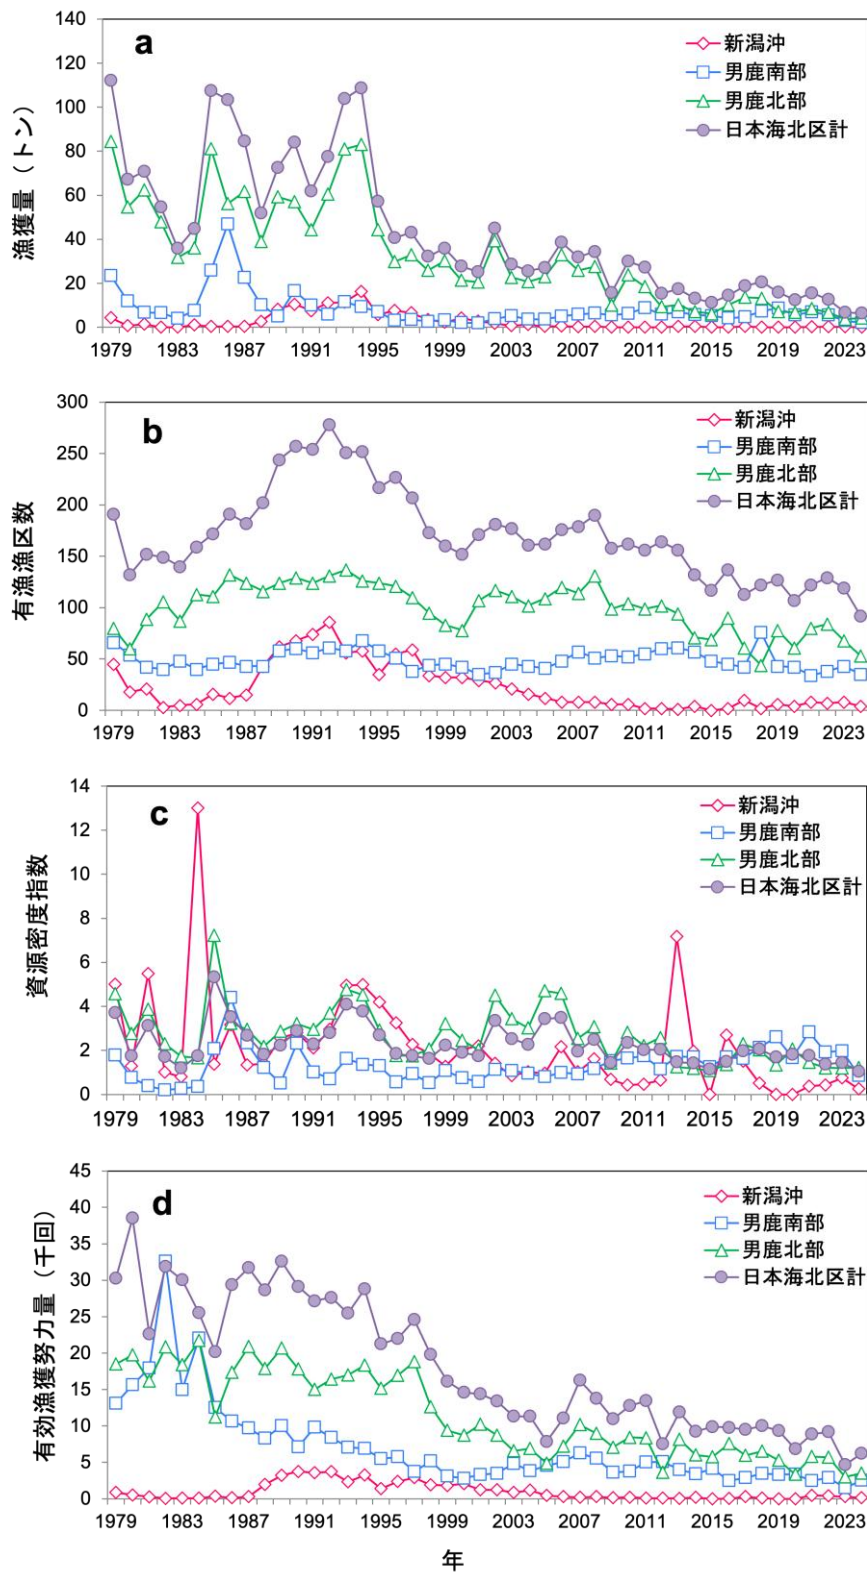 a
漁獲量（トン）
140
120
100
80
60
40
20
0
新潟沖
男鹿南部
男鹿北部
日本海北区計
1979 1983 1987 1991 1995 1999 2003 2007 2011 2015 2019 2023
b
有漁漁区数
300
250
200
150
100
50
0
新潟沖
男鹿南部
男鹿北部
日本海北区計
1979 1983 1987 1991 1995 1999 2003 2007 2011 2015 2019 2023
c
資源密度指数
14
12
10
8
6
4
2
0
新潟沖
男鹿南部
男鹿北部
日本海北区計
1979 1983 1987 1991 1995 1999 2003 2007 2011 2015 2019 2023
d
有効漁獲努力量（千回）
45
40
35
30
25
20
15
10
5
0
新潟沖
男鹿南部
男鹿北部
日本海北区計
1979 1983 1987 1991 1995 1999 2003 2007 2011 2015 2019 2023
年